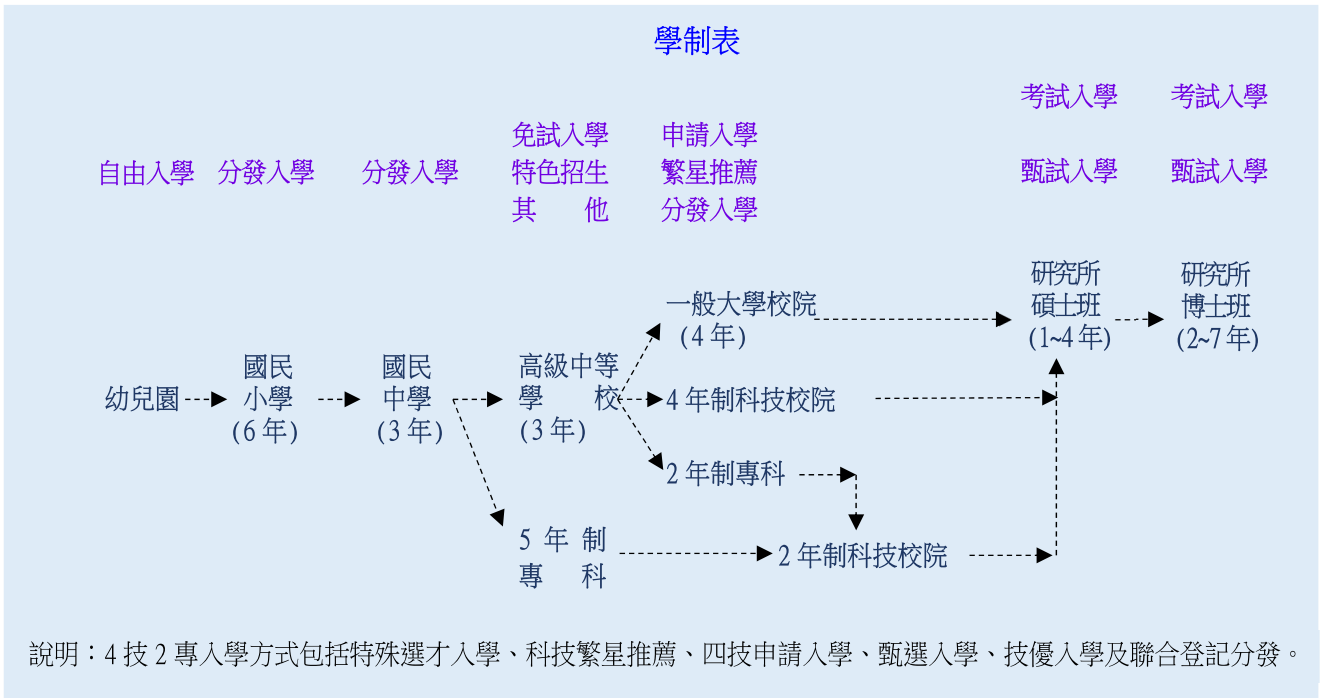 學制表
考試入學 考試入學
免試入學 申請入學
自由入學 分發入學 分發入學 特色招生 繁星推薦 甄試入學 甄試入學
其 他 分發入學
研究所 研究所
一般大學校院 碩士班 博士班
(4 年) (1~4 年) (2~7 年)
國民 國民 高級中等
幼兒園 小學 中學 學 校 4 年制科技校院
(6 年) (3 年) (3 年)
2 年制專科
5 年 制
2 年制科技校院
專 科
說明：4 技 2 專入學方式包括特殊選才入學、科技繁星推薦、四技申請入學、甄選入學、技優入學及聯合登記分發。